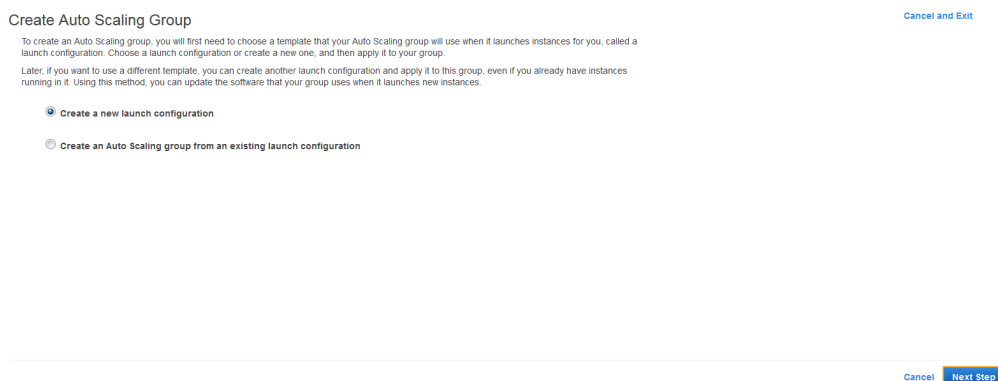 Create Auto Scaling Group
Cancel and Exit
To create an Auto Scaling group, you will first need to choose a template that your Auto Scaling group will use when it launches instances for you, called a
launch configuration. Choose a launch configuration or create a new one, and then apply it to your group.
Later, if you want to use a different template, you can create another launch configuration and apply it to this group, even if you already have instances
running in it. Using this method, you can update the software that your group uses when it launches new instances.
Create a new launch configuration
Create an Auto Scaling group from an existing launch configuration
Cancel
Next Step